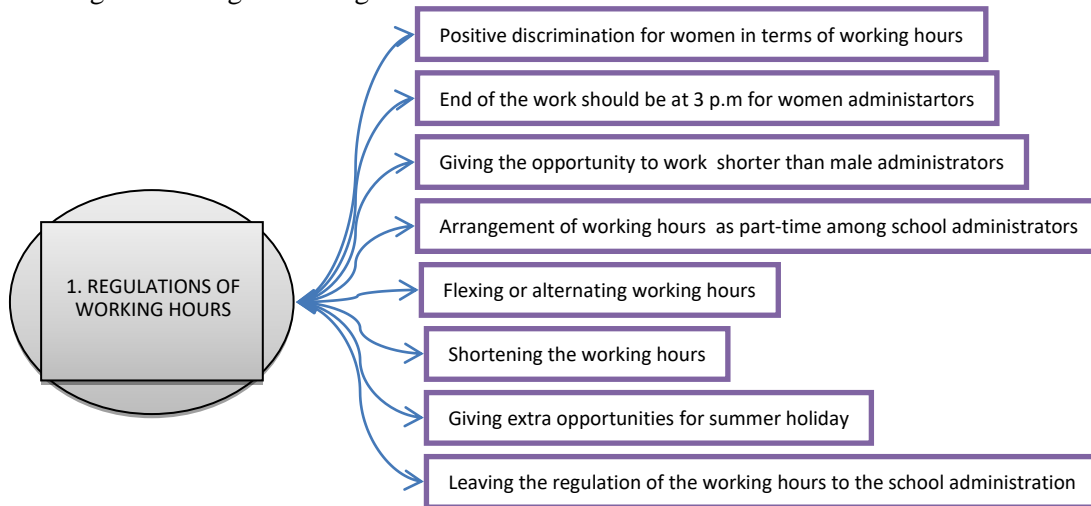 1. REGULATIONS OF
WORKING HOURS
Positive discrimination for women in terms of working hours
End of the work should be at 3 p.m for women administartors
Giving the opportunity to work shorter than male administrators
Arrangement of working hours as part-time among school administrators
Flexing or alternating working hours
Shortening the working hours
Giving extra opportunities for summer holiday
Leaving the regulation of the working hours to the school administration